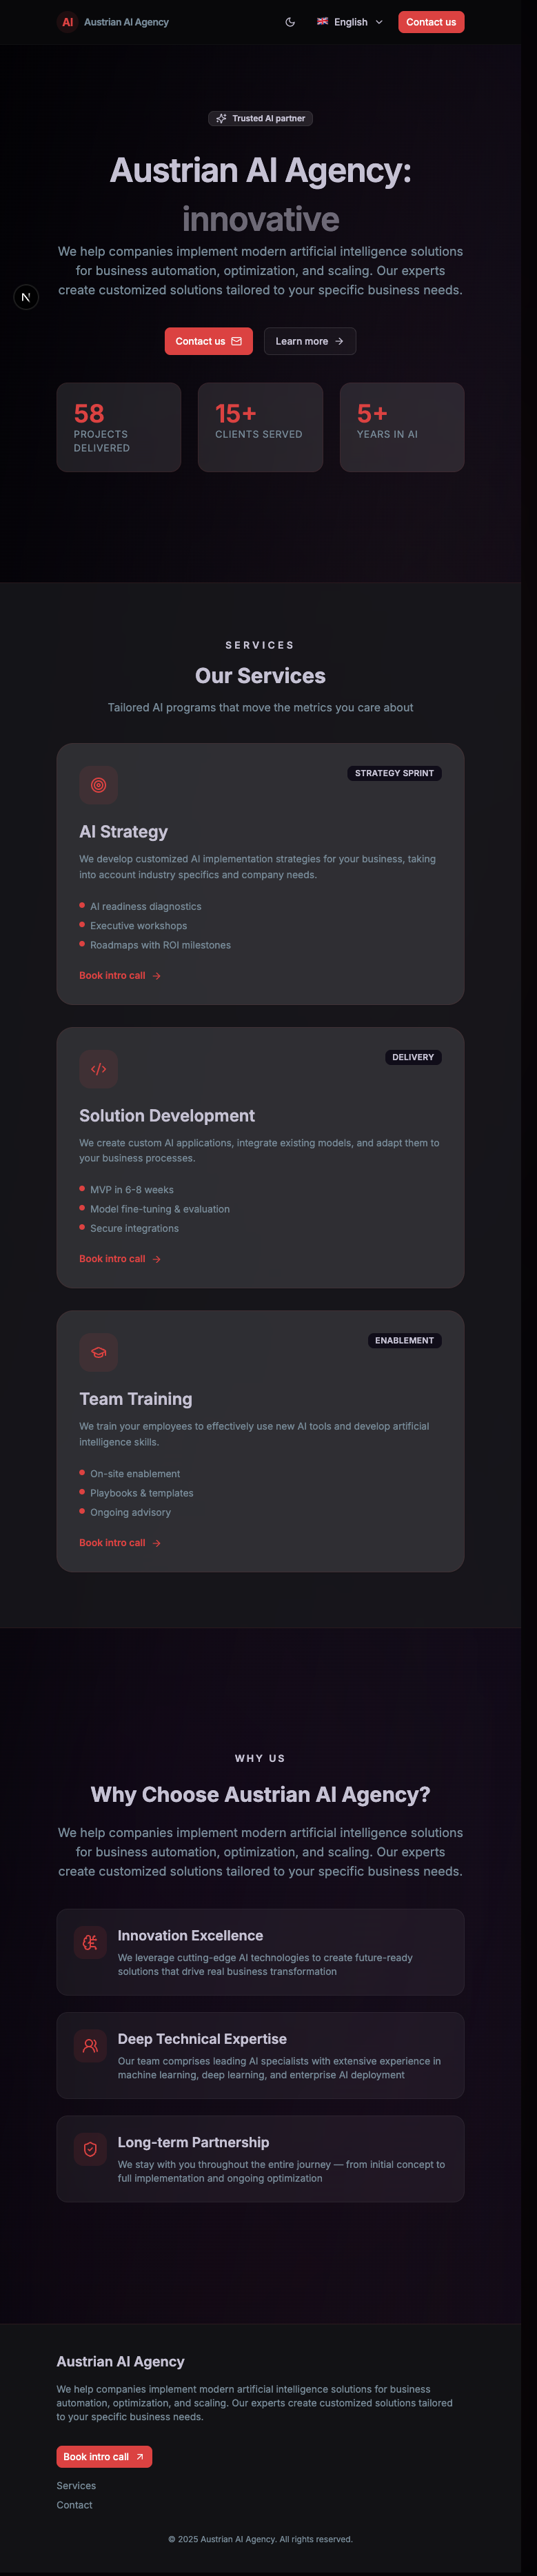 AI Austrian AI Agency English Contact us
Trusted AI partner
Austrian AI Agency:
innovative
We help companies implement modern artificial intelligence solutions
for business automation, optimization, and scaling. Our experts
create customized solutions tailored to your specific business needs.
N
Contact us Learn more
58
PROJECTS
DELIVERED
15+
CLIENTS SERVED
5+
YEARS IN AI
SERVICES
Our Services
Tailored AI programs that move the metrics you care about
STRATEGY SPRINT
AI Strategy
We develop customized AI implementation strategies for your business, taking
into account industry specifics and company needs.
AI readiness diagnostics
Executive workshops
Roadmaps with ROI milestones
Book intro call
DELIVERY
Solution Development
We create custom AI applications, integrate existing models, and adapt them to
your business processes.
MVP in 6-8 weeks
Model fine-tuning & evaluation
Secure integrations
Book intro call
ENABLEMENT
Team Training
We train your employees to effectively use new AI tools and develop artificial
intelligence skills.
On-site enablement
Playbooks & templates
Ongoing advisory
Book intro call
WHY US
Why Choose Austrian AI Agency?
We help companies implement modern artificial intelligence solutions
for business automation, optimization, and scaling. Our experts
create customized solutions tailored to your specific business needs.
Innovation Excellence
We leverage cutting-edge AI technologies to create future-ready
solutions that drive real business transformation
Deep Technical Expertise
Our team comprises leading AI specialists with extensive experience in
machine learning, deep learning, and enterprise AI deployment
Long-term Partnership
We stay with you throughout the entire journey — from initial concept to
full implementation and ongoing optimization
Austrian AI Agency
We help companies implement modern artificial intelligence solutions for business
automation, optimization, and scaling. Our experts create customized solutions tailored
to your specific business needs.
Book intro call
Services
Contact
© 2025 Austrian AI Agency. All rights reserved.